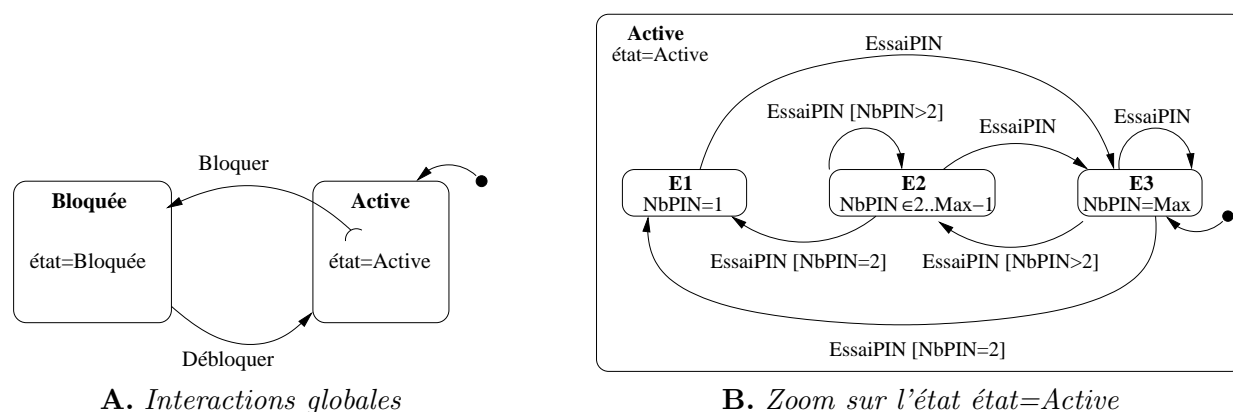 Bloquer
Bloquée
état=Bloquée
Active
état=Active
Débloquer
A. Interactions globales
Active
état=Active
EssaiPIN
EssaiPIN [NbPIN>2]
EssaiPIN
EssaiPIN
E1
NbPIN=1
E2
NbPIN ∈2..Max−1
E3
NbPIN=Max
EssaiPIN [NbPIN=2]
EssaiPIN [NbPIN>2]
EssaiPIN [NbPIN=2]
B. Zoom sur l'état état=Active